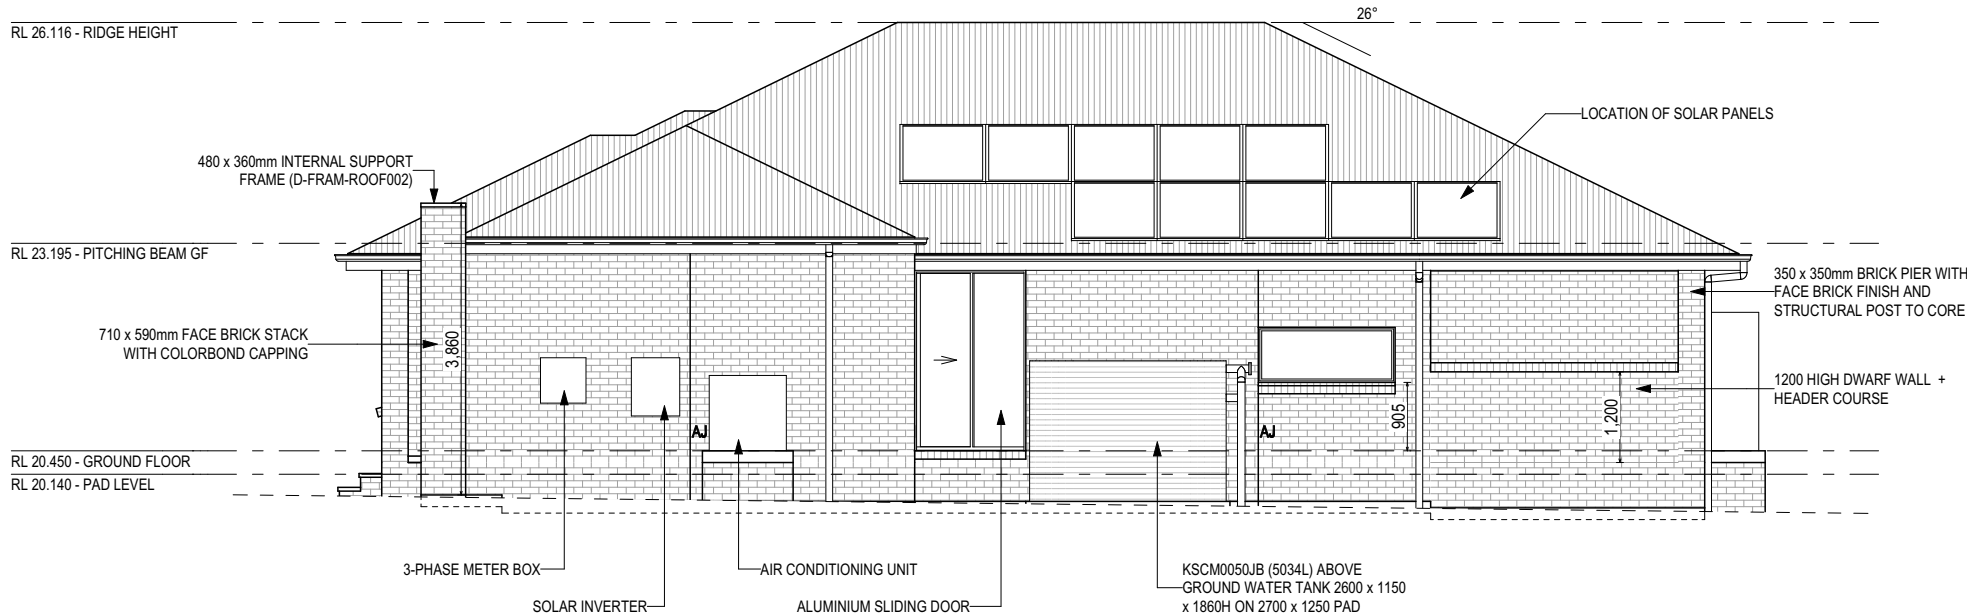 26°
RL 26.116 - RIDGE HEIGHT
LOCATION OF SOLAR PANELS
480 x 360mm INTERNAL SUPPORT
FRAME (D-FRAM-ROOF002)
RL 23.195 - PITCHING BEAM GF
350 x 350mm BRICK PIER WITH
FACE BRICK FINISH AND
STRUCTURAL POST TO CORE
710 x 590mm FACE BRICK STACK
WITH COLORBOND CAPPING
3,860
1200 HIGH DWARF WALL +
HEADER COURSE
905
1,200
AJ
AJ
RL 20.450 - GROUND FLOOR
RL 20.140 - PAD LEVEL
3-PHASE METER BOX
AIR CONDITIONING UNIT
SOLAR INVERTER
ALUMINIUM SLIDING DOOR
KSCM0050JB (5034L) ABOVE
GROUND WATER TANK 2600 x 1150
x 1860H ON 2700 x 1250 PAD